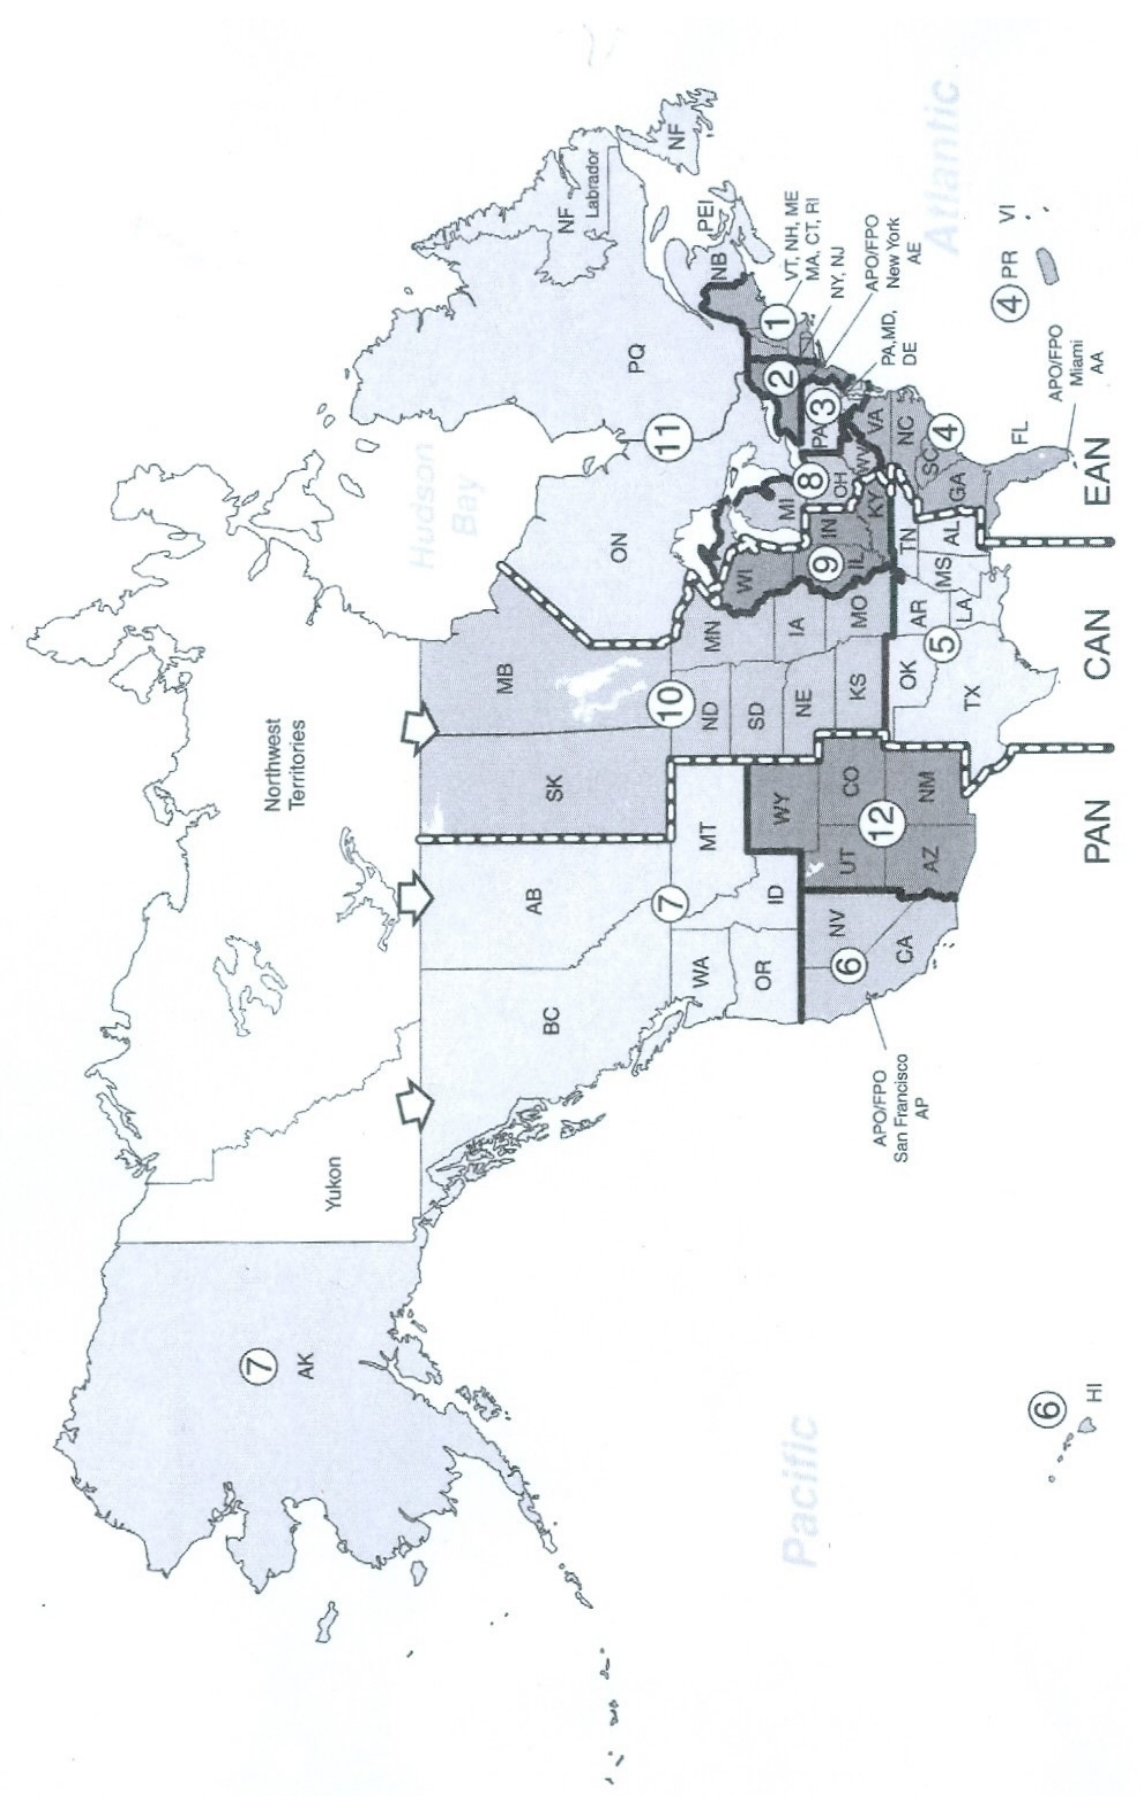 7
AK
Yukon
Northwest
Territories
Hudson
Bay
BC
AB
SK
MB
ON
11
PQ
NF
Labrador
NF
PEI
NB
7
10
WA
MT
ND
MN
OR
ID
WY
SD
IA
WI
NE
6
NV
UT
CO
KS
MO
9
IL
IN
MI
8
OH
WV
KY
PA
3
2
1
VT, NH, ME
MA, CT, RI
NY, NJ
APO/FPO
New York
AE
PA,MD,
DE
VA
NC
SC
4
GA
FL
CA
12
AZ
NM
OK
5
AR
TN
MS
AL
LA
TX
APO/FPO
San Francisco
AP
APO/FPO
Miami
AA
4
PR
VI
Pacific
Atlantic
6
HI
PAN
CAN
EAN